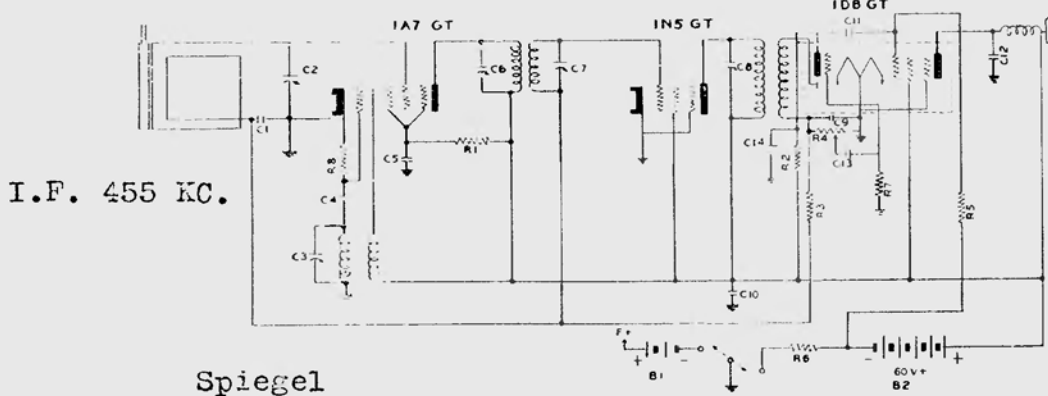 1A7 GT
1N5 GT
1D8 GT
C11
C2
C6
C7
C8
C12
C1
R8
C5
R1
C14
R2
C9
R4
C13
R7
C4
R3
R5
I.F. 455 KC.
C3
C10
F+
+ B1 -
R6
- 60V+ +
B2
Spiegel